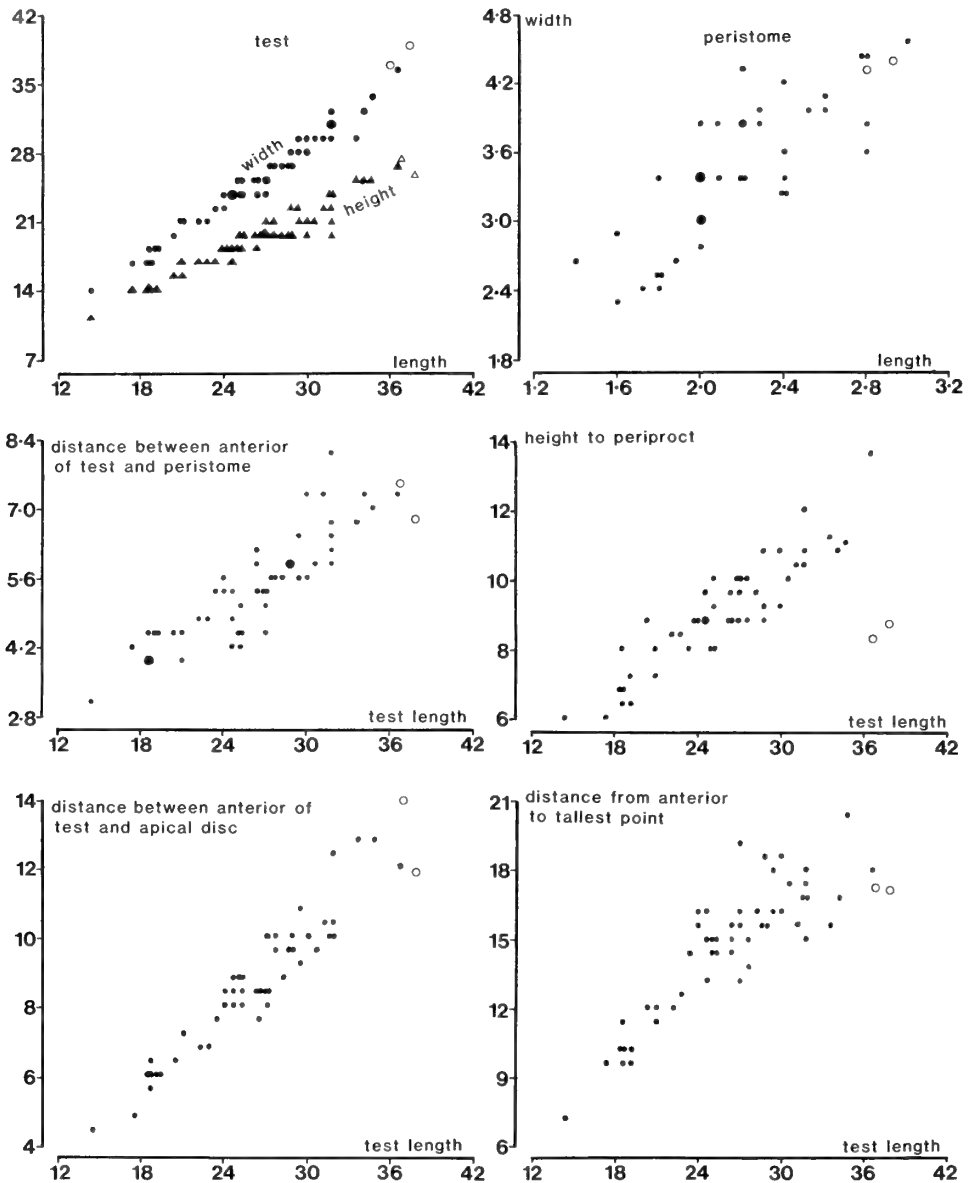 42
35
28
21
14
7
test
width
height
length
12 18 24 30 36 42
4·8
4·2
3·6
3·0
2·4
1·8
width
peristome
length
1·2 1·6 2·0 2·4 2·8 3·2
8·4
7·0
5·6
4·2
2·8
distance between anterior
of test and peristome
test length
12 18 24 30 36 42
14
12
10
8
6
height to periproct
test length
12 18 24 30 36 42
14
12
10
8
6
4
distance between anterior of
test and apical disc
test length
12 18 24 30 36 42
21
18
15
12
9
6
distance from anterior
to tallest point
test length
12 18 24 30 36 42